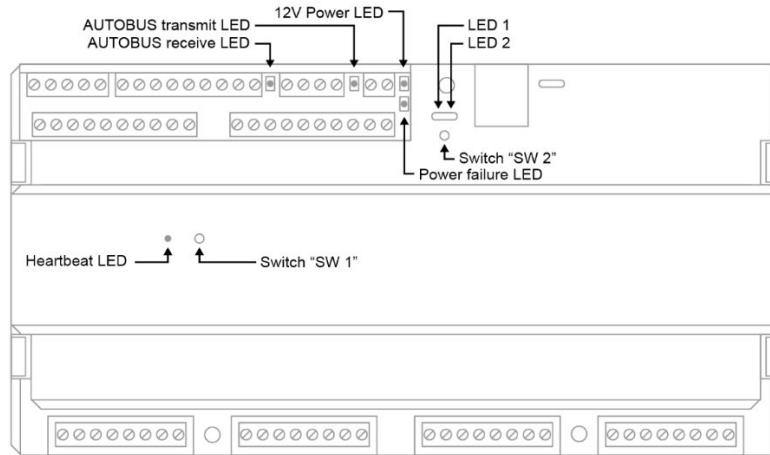 12V Power LED
AUTOBUS transmit LED
LED 1
AUTOBUS receive LED
LED 2
Switch “SW 2”
Power failure LED
Heartbeat LED
Switch “SW 1”